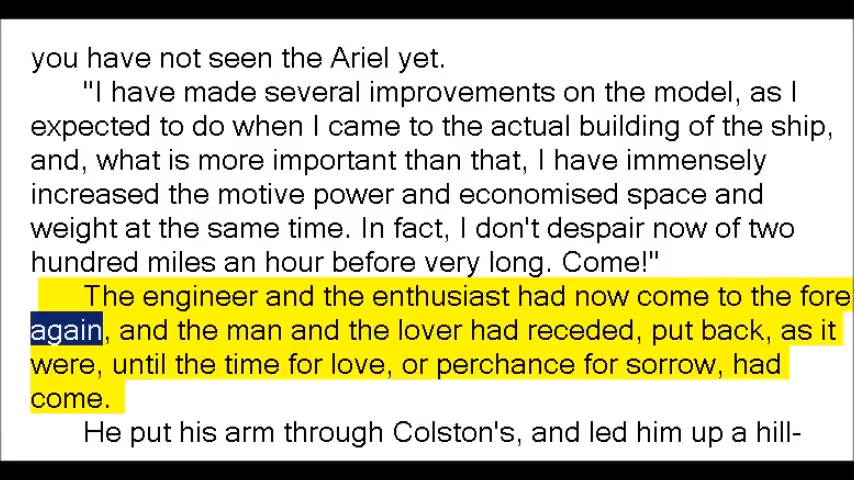 you have not seen the Ariel yet.
"I have made several improvements on the model, as I
expected to do when I came to the actual building of the ship,
and, what is more important than that, I have immensely
increased the motive power and economised space and
weight at the same time. In fact, I don't despair now of two
hundred miles an hour before very long. Come!"
The engineer and the enthusiast had now come to the fore
again, and the man and the lover had receded, put back, as it
were, until the time for love, or perchance for sorrow, had
come.
He put his arm through Colston's, and led him up a hill-